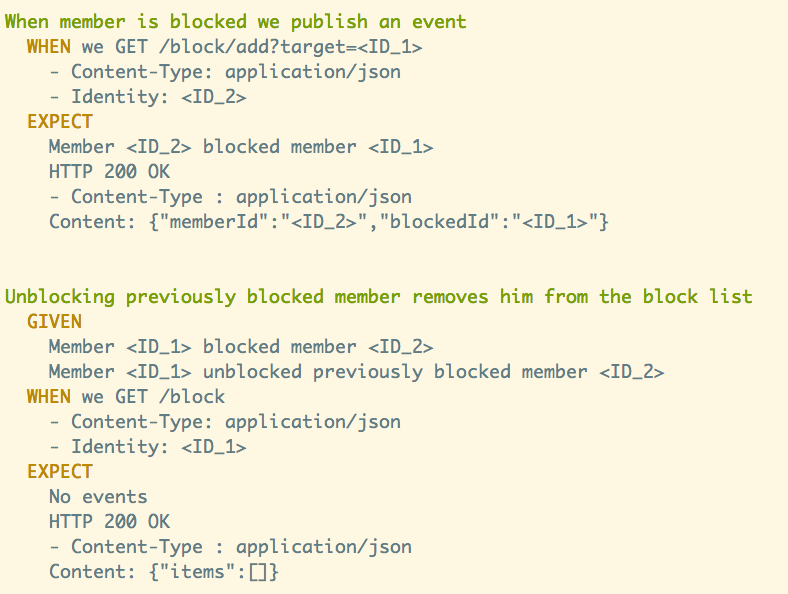 When member is blocked we publish an event
WHEN we GET /block/add?target=<ID_1>
- Content-Type: application/json
- Identity: <ID_2>
EXPECT
Member <ID_2> blocked member <ID_1>
HTTP 200 OK
- Content-Type : application/json
Content: {"memberId":"<ID_2>","blockedId":"<ID_1>"}
Unblocking previously blocked member removes him from the block list
GIVEN
Member <ID_1> blocked member <ID_2>
Member <ID_1> unblocked previously blocked member <ID_2>
WHEN we GET /block
- Content-Type: application/json
- Identity: <ID_1>
EXPECT
No events
HTTP 200 OK
- Content-Type : application/json
Content: {"items":[]}